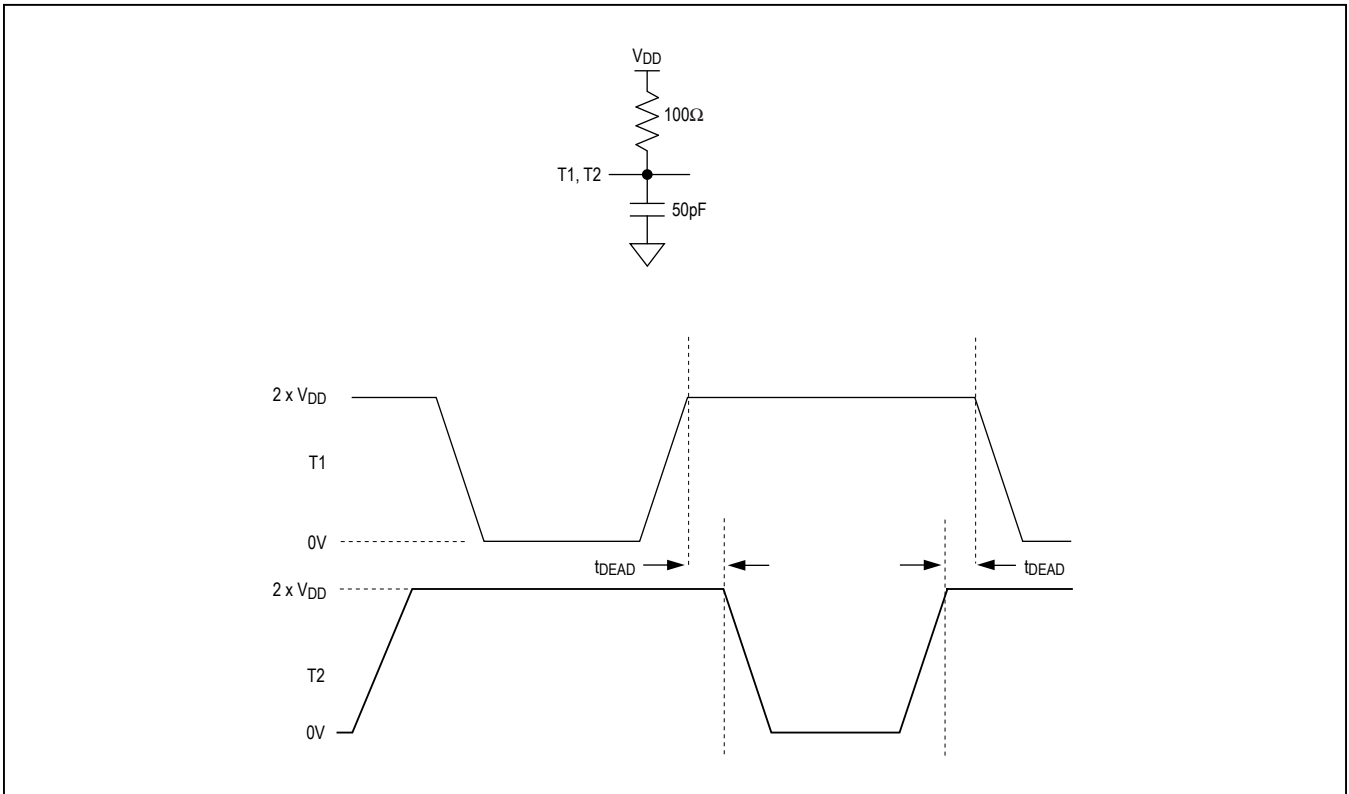 VDD
100Ω
T1, T2
50pF
2 x VDD
T1
0V
tDEAD
tDEAD
2 x VDD
T2
0V